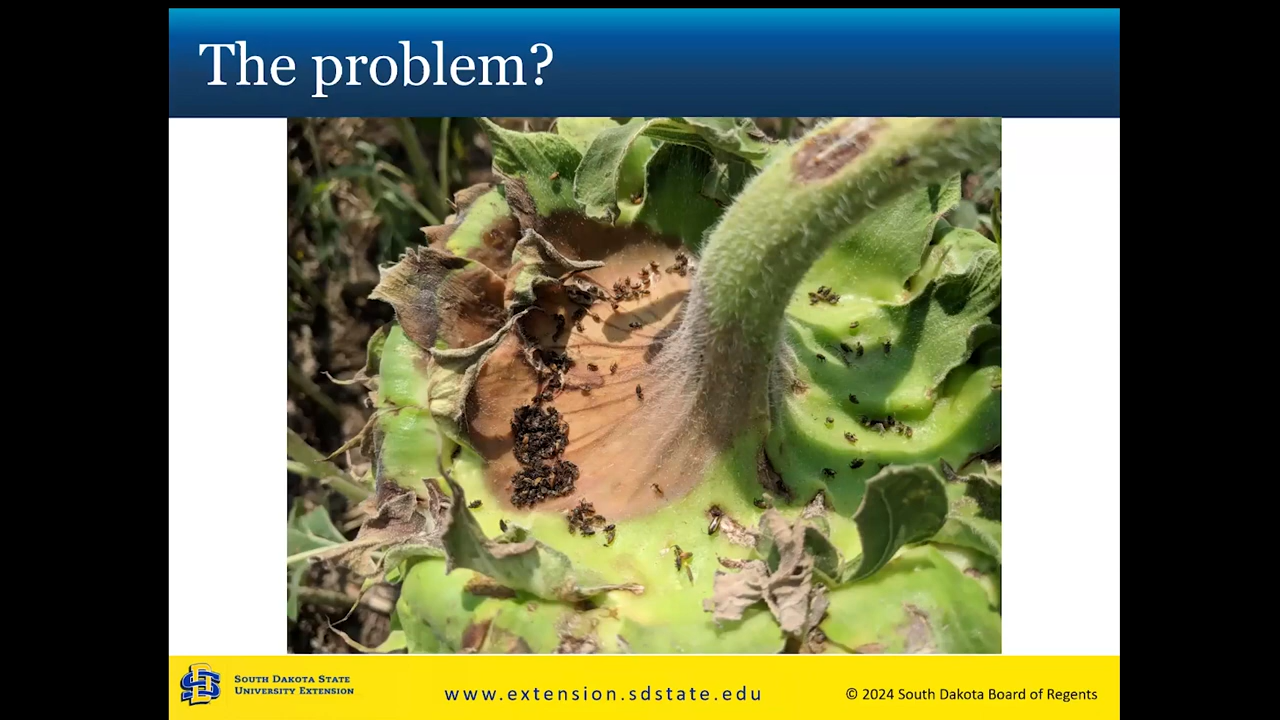 The problem?
South Dakota State
University Extension
www.extension.sdstate.edu
© 2024 South Dakota Board of Regents